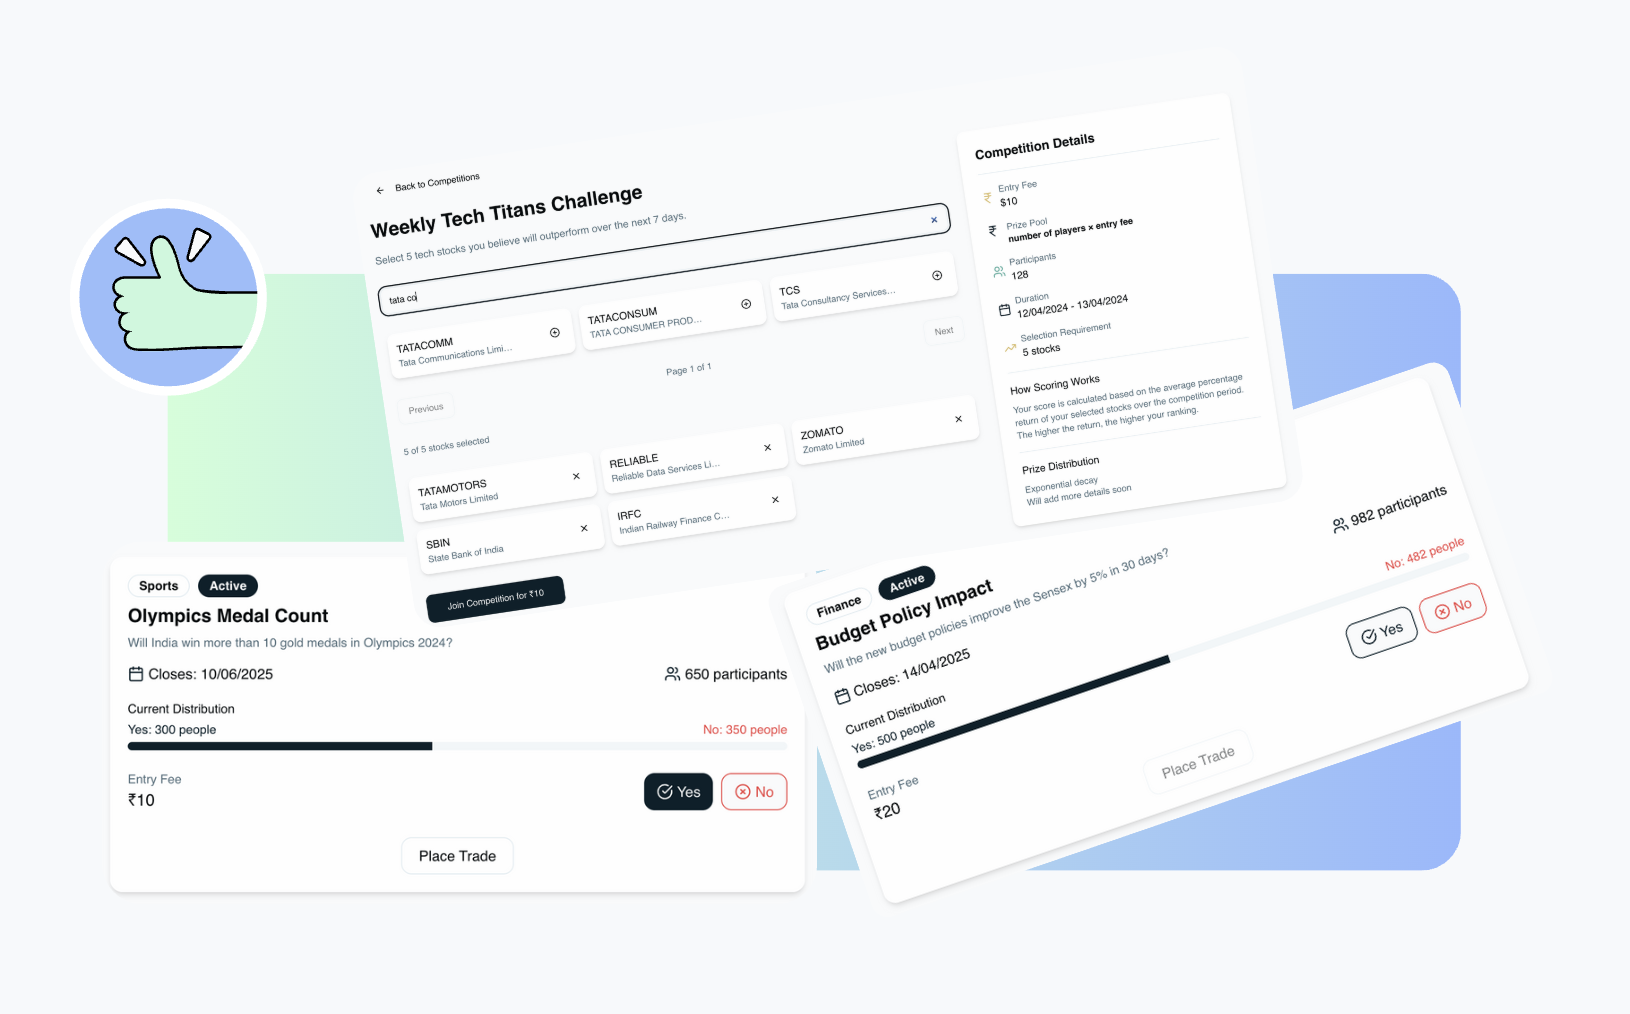 Back to Competitions
Weekly Tech Titans Challenge
Select 5 tech stocks you believe will outperform over the next 7 days.
tata co
TATACOMM
Tata Communications Limi...
TATACONSUM
TATA CONSUMER PROD...
TCS
Tata Consultancy Services...
Previous
Page 1 of 1
Next
5 of 5 stocks selected
TATAMOTORS
Tata Motors Limited
RELIABLE
Reliable Data Services Li...
ZOMATO
Zomato Limited
SBIN
State Bank of India
IRFC
Indian Railway Finance C...
Join Competition for ₹10
Competition Details
Entry Fee
$10
Prize Pool
number of players × entry fee
Participants
128
Duration
12/04/2024 - 13/04/2024
Selection Requirement
5 stocks
How Scoring Works
Your score is calculated based on the average percentage
return of your selected stocks over the competition period.
The higher the return, the higher your ranking.
Prize Distribution
Exponential decay
Will add more details soon
Sports
Active
Olympics Medal Count
Will India win more than 10 gold medals in Olympics 2024?
Closes: 10/06/2025
650 participants
Current Distribution
Yes: 300 people
No: 350 people
Entry Fee
₹10
Yes
No
Place Trade
Finance
Active
Budget Policy Impact
Will the new budget policies improve the Sensex by 5% in 30 days?
Closes: 14/04/2025
982 participants
Current Distribution
Yes: 500 people
No: 482 people
Entry Fee
₹20
Yes
No
Place Trade